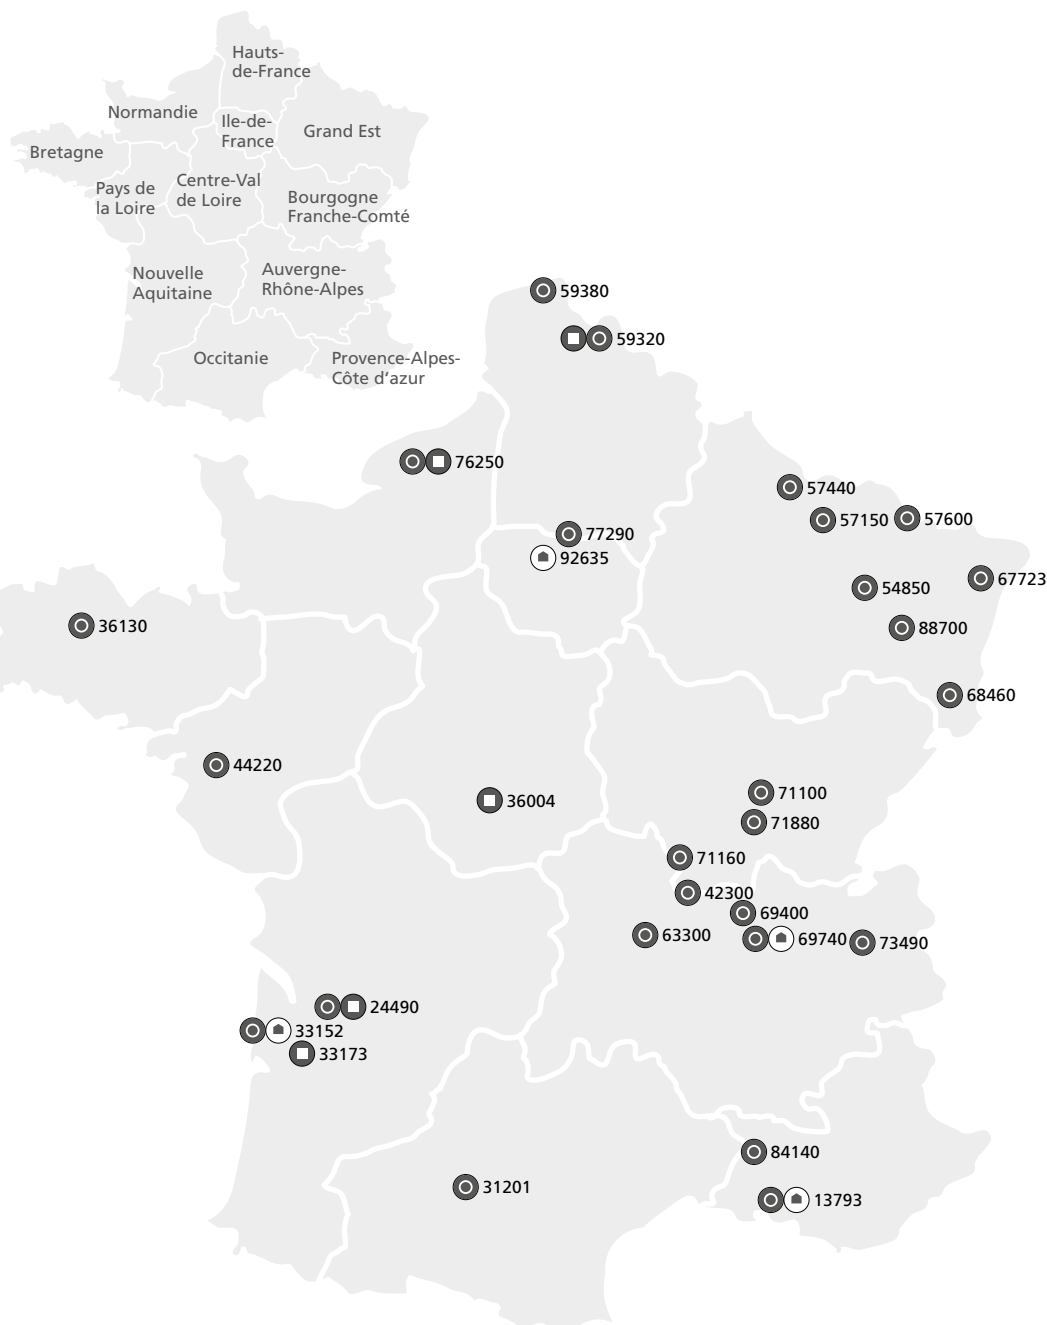 Hauts-
de-France
Normandie
Ile-de-
France
Grand Est
Bretagne
Pays de
la Loire
Centre-Val
de Loire
Bourgogne
Franche-Comté
Nouvelle
Aquitaine
Auvergne-
Rhône-Alpes
Occitanie
Provence-Alpes-
Côte d’azur
59380
59320
76250
57440
57150
57600
77290
92635
67723
54850
36130
88700
68460
44220
71100
36004
71880
71160
42300
69400
63300
69740
73490
24490
33152
33173
84140
31201
13793